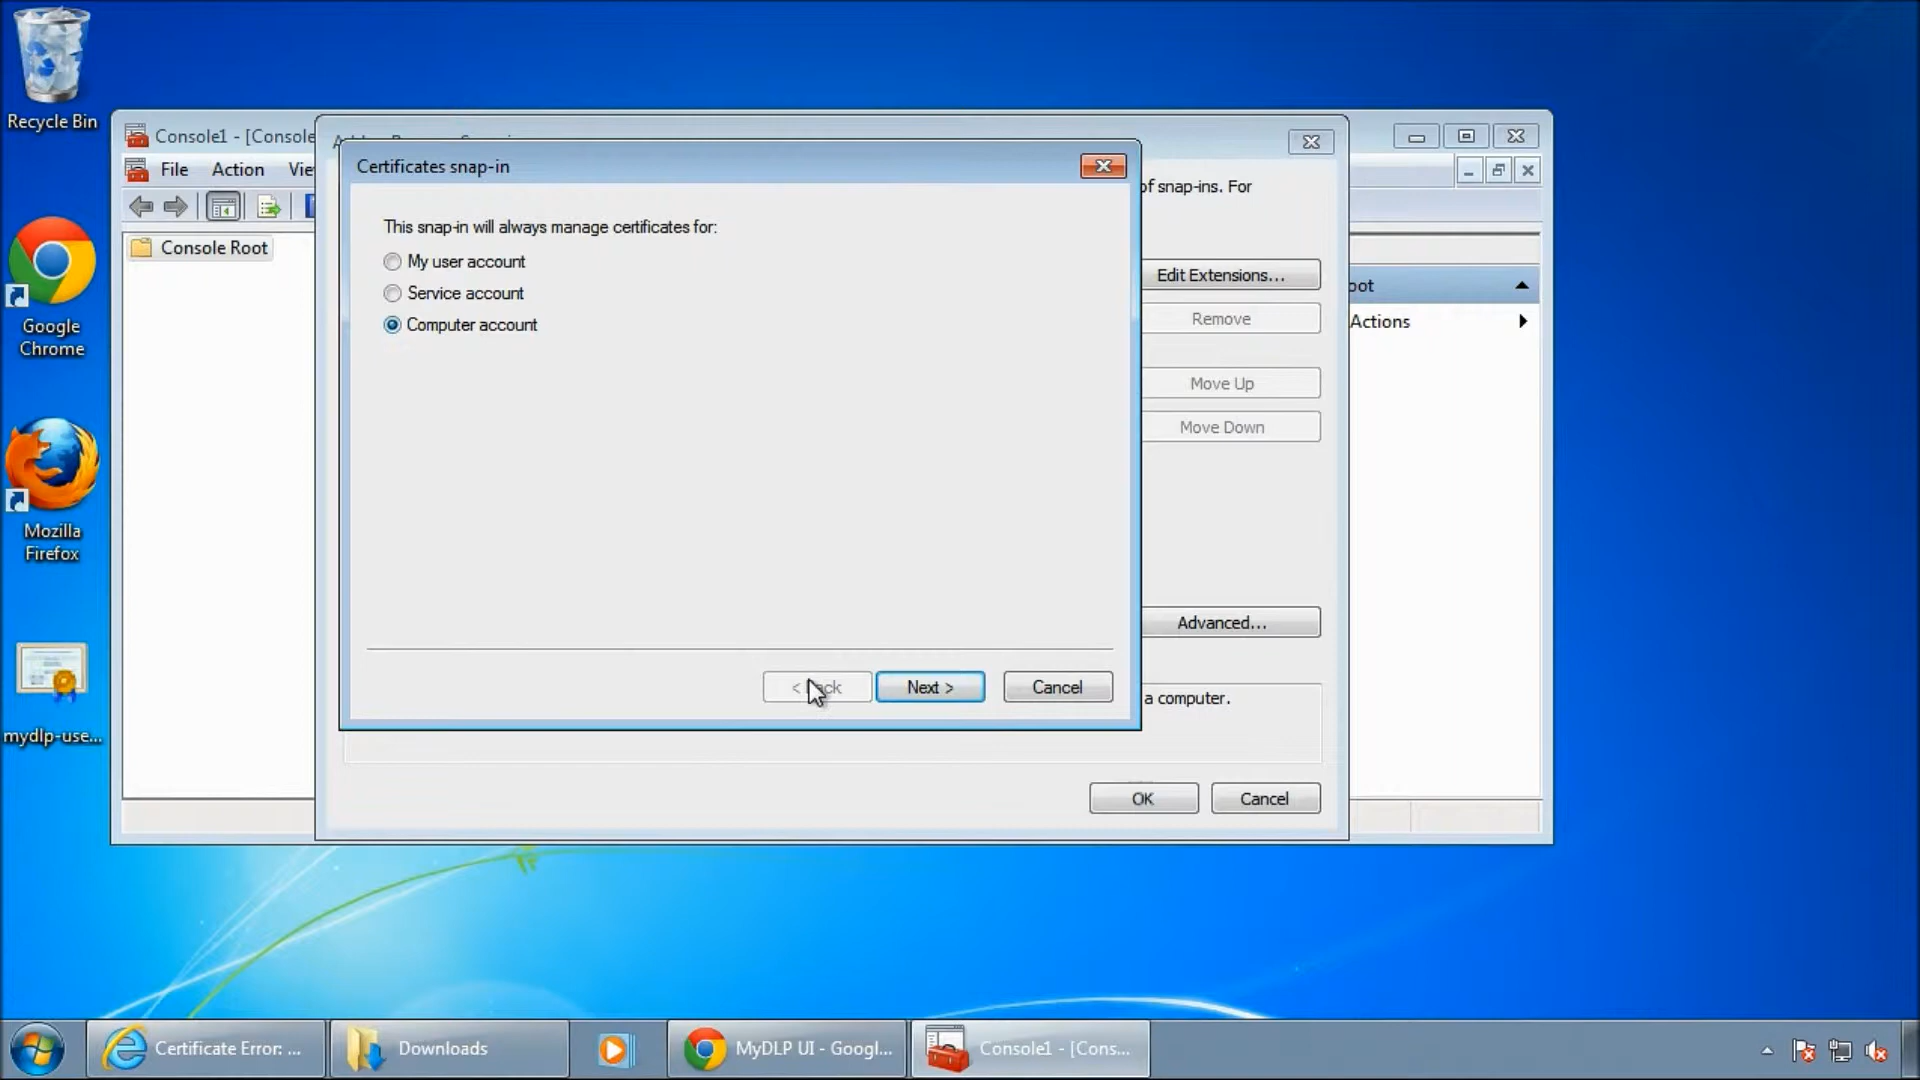 Recycle Bin
Google
Chrome
Mozilla
Firefox
mydlp-use...
Console1 - [Console
File Action Vie
Console Root
Certificates snap-in
This snap-in will always manage certificates for:
My user account
Service account
Computer account
< Back
Next >
Cancel
of snap-ins. For
Edit Extensions...
Remove
Move Up
Move Down
Advanced...
a computer.
OK
Cancel
oot
Actions
Certificate Error: ...
Downloads
MyDLP UI - Googl...
Console1 - [Cons...